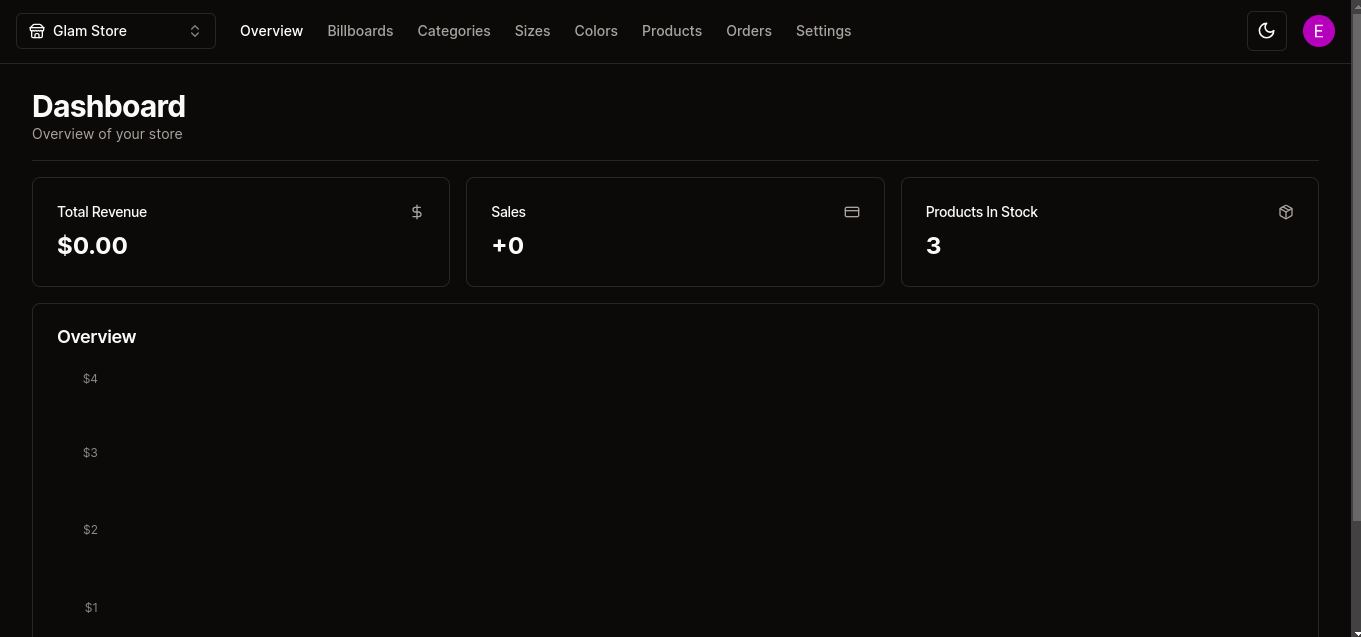 Glam Store Overview Billboards Categories Sizes Colors Products Orders Settings E
Dashboard
Overview of your store
Total Revenue
$0.00
Sales
+0
Products In Stock
3
Overview
$4
$3
$2
$1